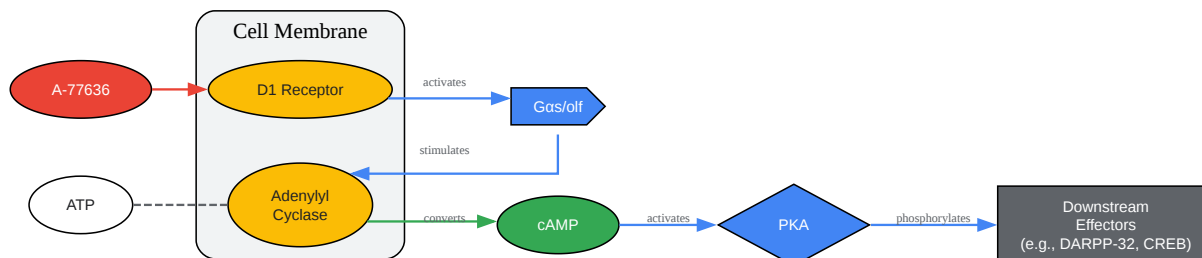 Cell Membrane
A-77636
D1 Receptor
activates
Gαs/olf
stimulates
ATP
Adenylyl
Cyclase
converts
cAMP
activates
PKA
phosphorylates
Downstream
Effectors
(e.g., DARPP-32, CREB)